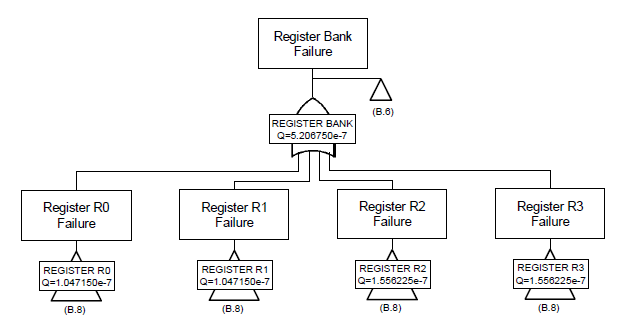 Register Bank
Failure
(B.6)
REGISTER BANK
Q=5.206750e-7
Register R0
Failure
Register R1
Failure
Register R2
Failure
Register R3
Failure
REGISTER R0
Q=1.047150e-7
REGISTER R1
Q=1.047150e-7
REGISTER R2
Q=1.556225e-7
REGISTER R3
Q=1.556225e-7
(B.8)
(B.8)
(B.8)
(B.8)